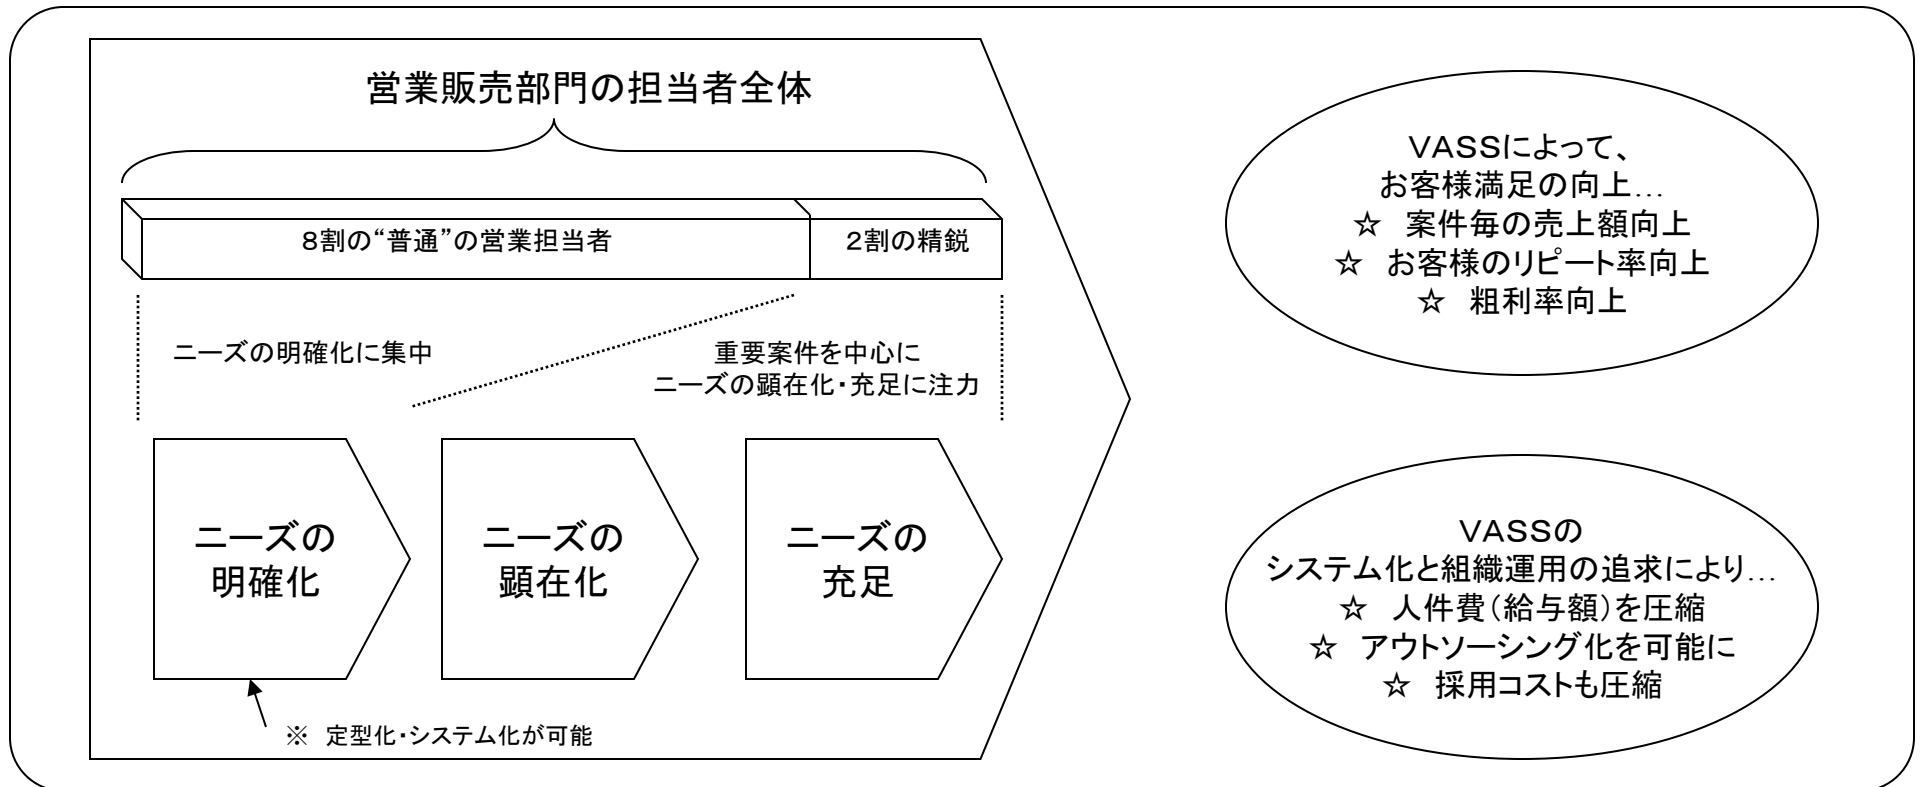 営業販売部門の担当者全体
8割の“普通”の営業担当者
2割の精鋭
ニーズの明確化に集中
重要案件を中心に
ニーズの顕在化・充足に注力
ニーズの
明確化
ニーズの
顕在化
ニーズの
充足
※ 定型化・システム化が可能
VASSによって、
お客様満足の向上…
☆ 案件毎の売上額向上
☆ お客様のリピート率向上
☆ 粗利率向上
VASSの
システム化と組織運用の追求により…
☆ 人件費(給与額)を圧縮
☆ アウトソーシング化を可能に
☆ 採用コストも圧縮